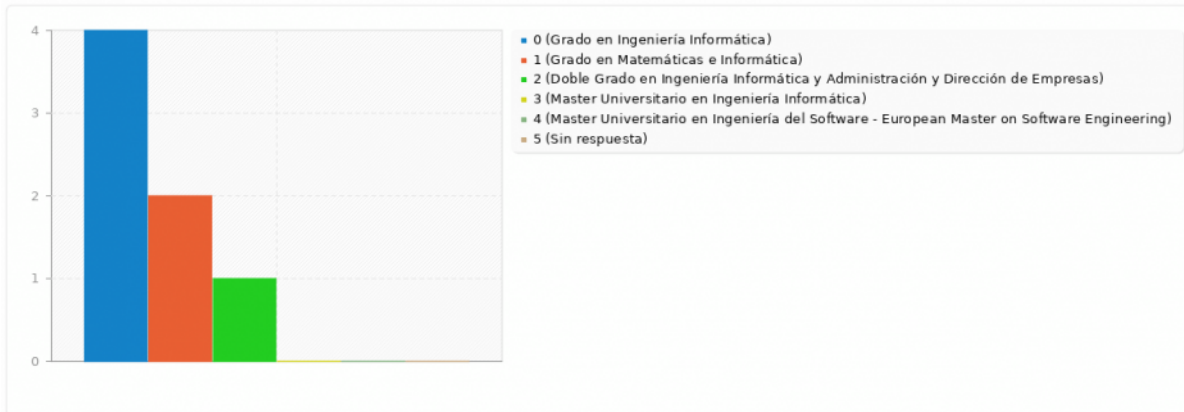 4
3
2
1
0
0 (Grado en Ingeniería Informática)
1 (Grado en Matemáticas e Informática)
2 (Doble Grado en Ingeniería Informática y Administración y Dirección de Empresas)
3 (Master Universitario en Ingeniería Informática)
4 (Master Universitario en Ingeniería del Software - European Master on Software Engineering)
5 (Sin respuesta)